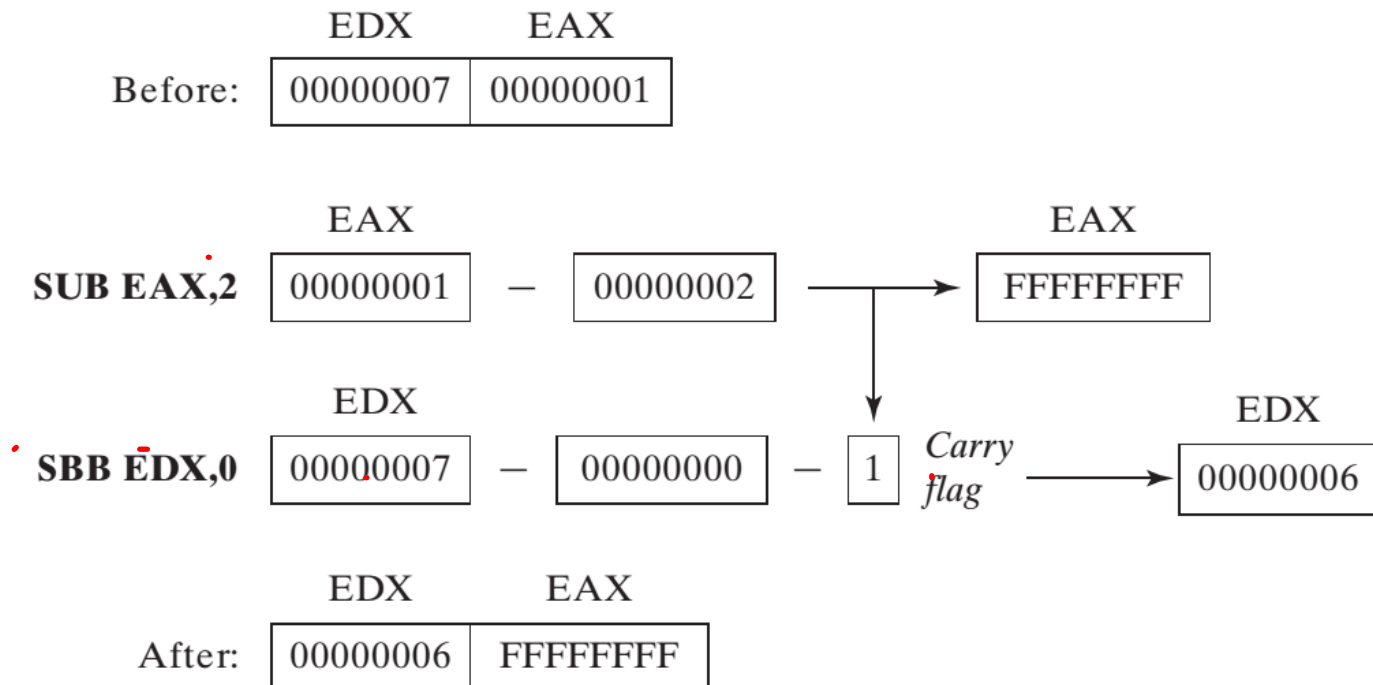 EDX EAX
Before: 00000007 00000001
EAX EAX
SUB EAX,2 00000001 – 00000002 FFFFFFFF
EDX EDX
SBB EDX,0 00000007 – 00000000 – 1 Carry flag 00000006
EDX EAX
After: 00000006 FFFFFFFF